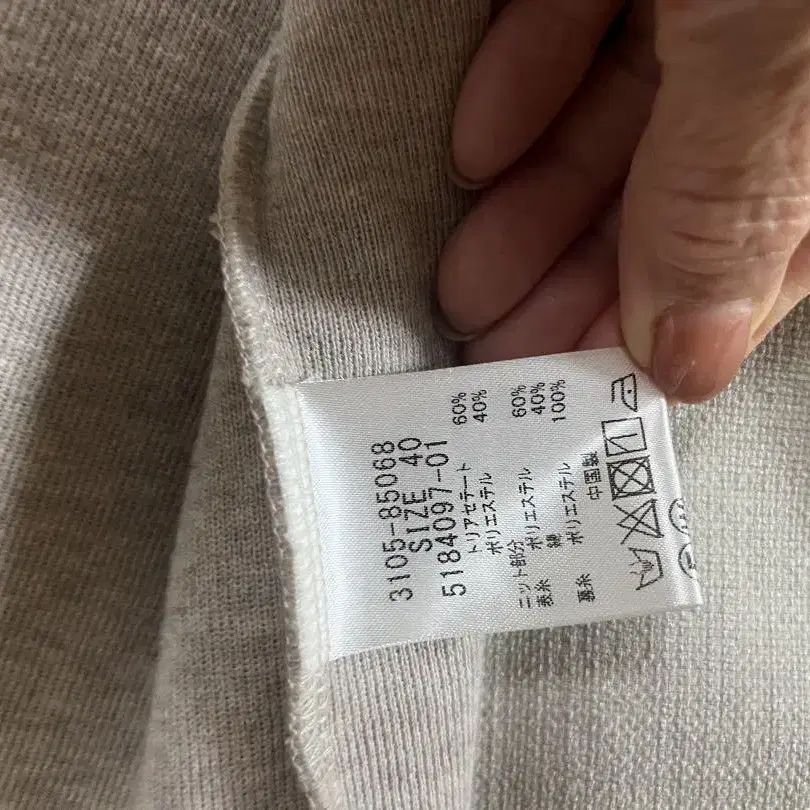 3105-85068
SIZE 40
5184097-01
トリアセテート 60%
ポリエステル 40%
ニット部分
表糸 ポリエステル 60%
綿 40%
裏糸 ポリエステル 100%
中国製